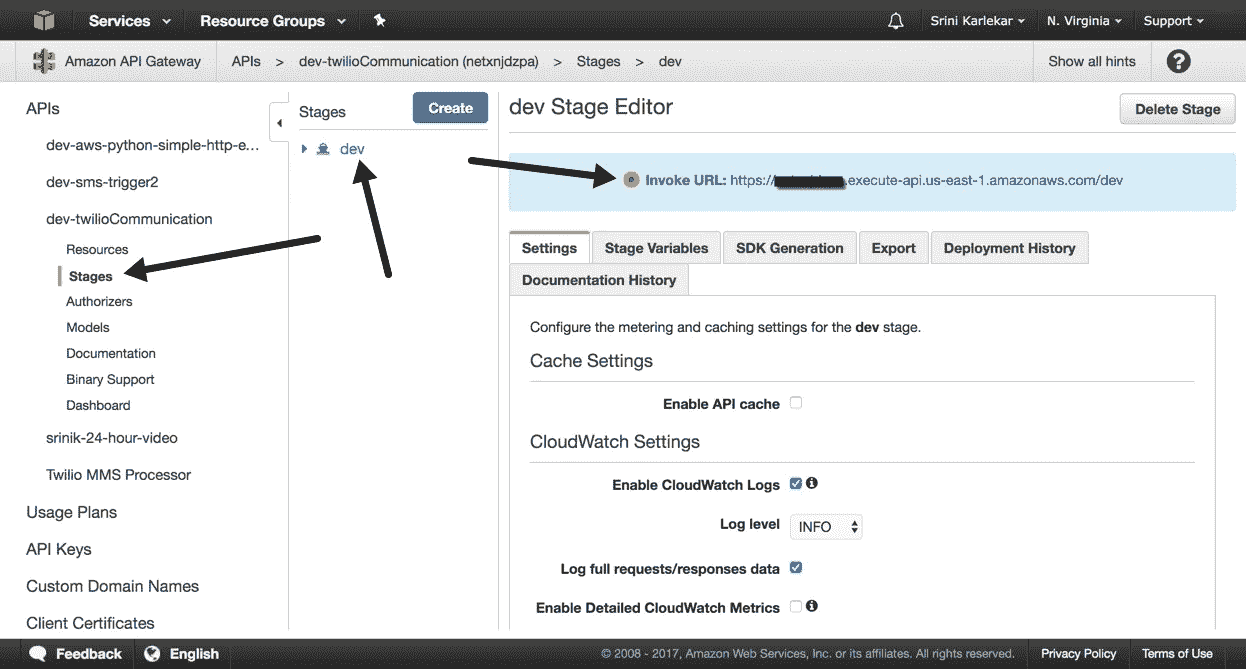 Services Resource Groups Srini Karlekar N. Virginia Support
Amazon API Gateway APIs > dev-twilioCommunication (netxnjdzpa) > Stages > dev Show all hints ?
APIs
dev-aws-python-simple-http-e...
dev-sms-trigger2
dev-twilioCommunication
Resources
Stages
Authorizers
Models
Documentation
Binary Support
Dashboard
srinik-24-hour-video
Twilio MMS Processor
Usage Plans
API Keys
Custom Domain Names
Client Certificates
Stages Create
dev
dev Stage Editor Delete Stage
Invoke URL: https:// .execute-api.us-east-1.amazonaws.com/dev
Settings Stage Variables SDK Generation Export Deployment History
Documentation History
Configure the metering and caching settings for the dev stage.
Cache Settings
Enable API cache
CloudWatch Settings
Enable CloudWatch Logs
Log level INFO
Log full requests/responses data
Enable Detailed CloudWatch Metrics
Feedback English © 2008 - 2017, Amazon Web Services, Inc. or its affiliates. All rights reserved. Privacy Policy Terms of Use